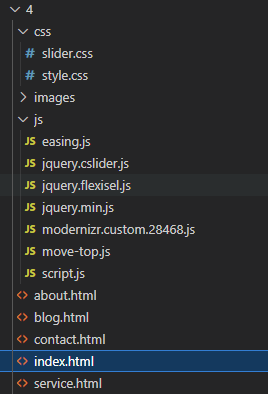 4
css
# slider.css
# style.css
images
js
JS easing.js
JS jquery.cslider.js
JS jquery.flexisel.js
JS jquery.min.js
JS modernizr.custom.28468.js
JS move-top.js
JS script.js
<> about.html
<> blog.html
<> contact.html
<> index.html
<> service.html